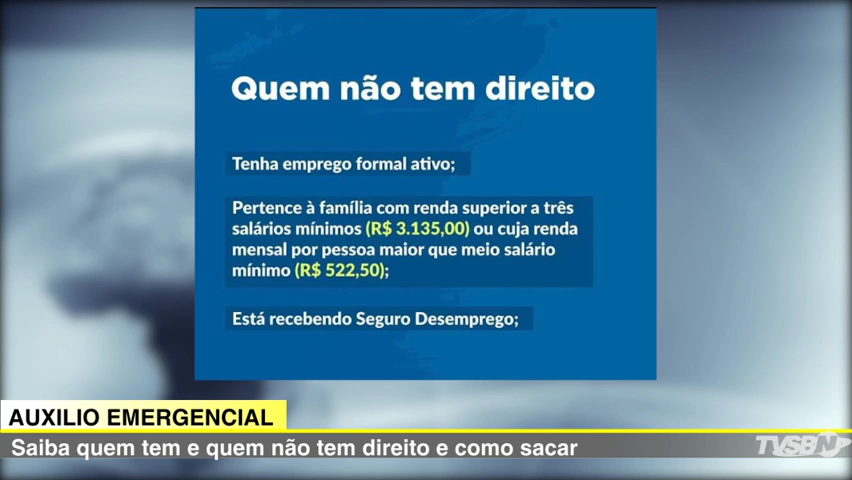 Quem não tem direito
Tenha emprego formal ativo;
Pertence à família com renda superior a três
salários mínimos (R$ 3.135,00) ou cuja renda
mensal por pessoa maior que meio salário
mínimo (R$ 522,50);
Está recebendo Seguro Desemprego;
AUXILIO EMERGENCIAL
Saiba quem tem e quem não tem direito e como sacar
TVSBN